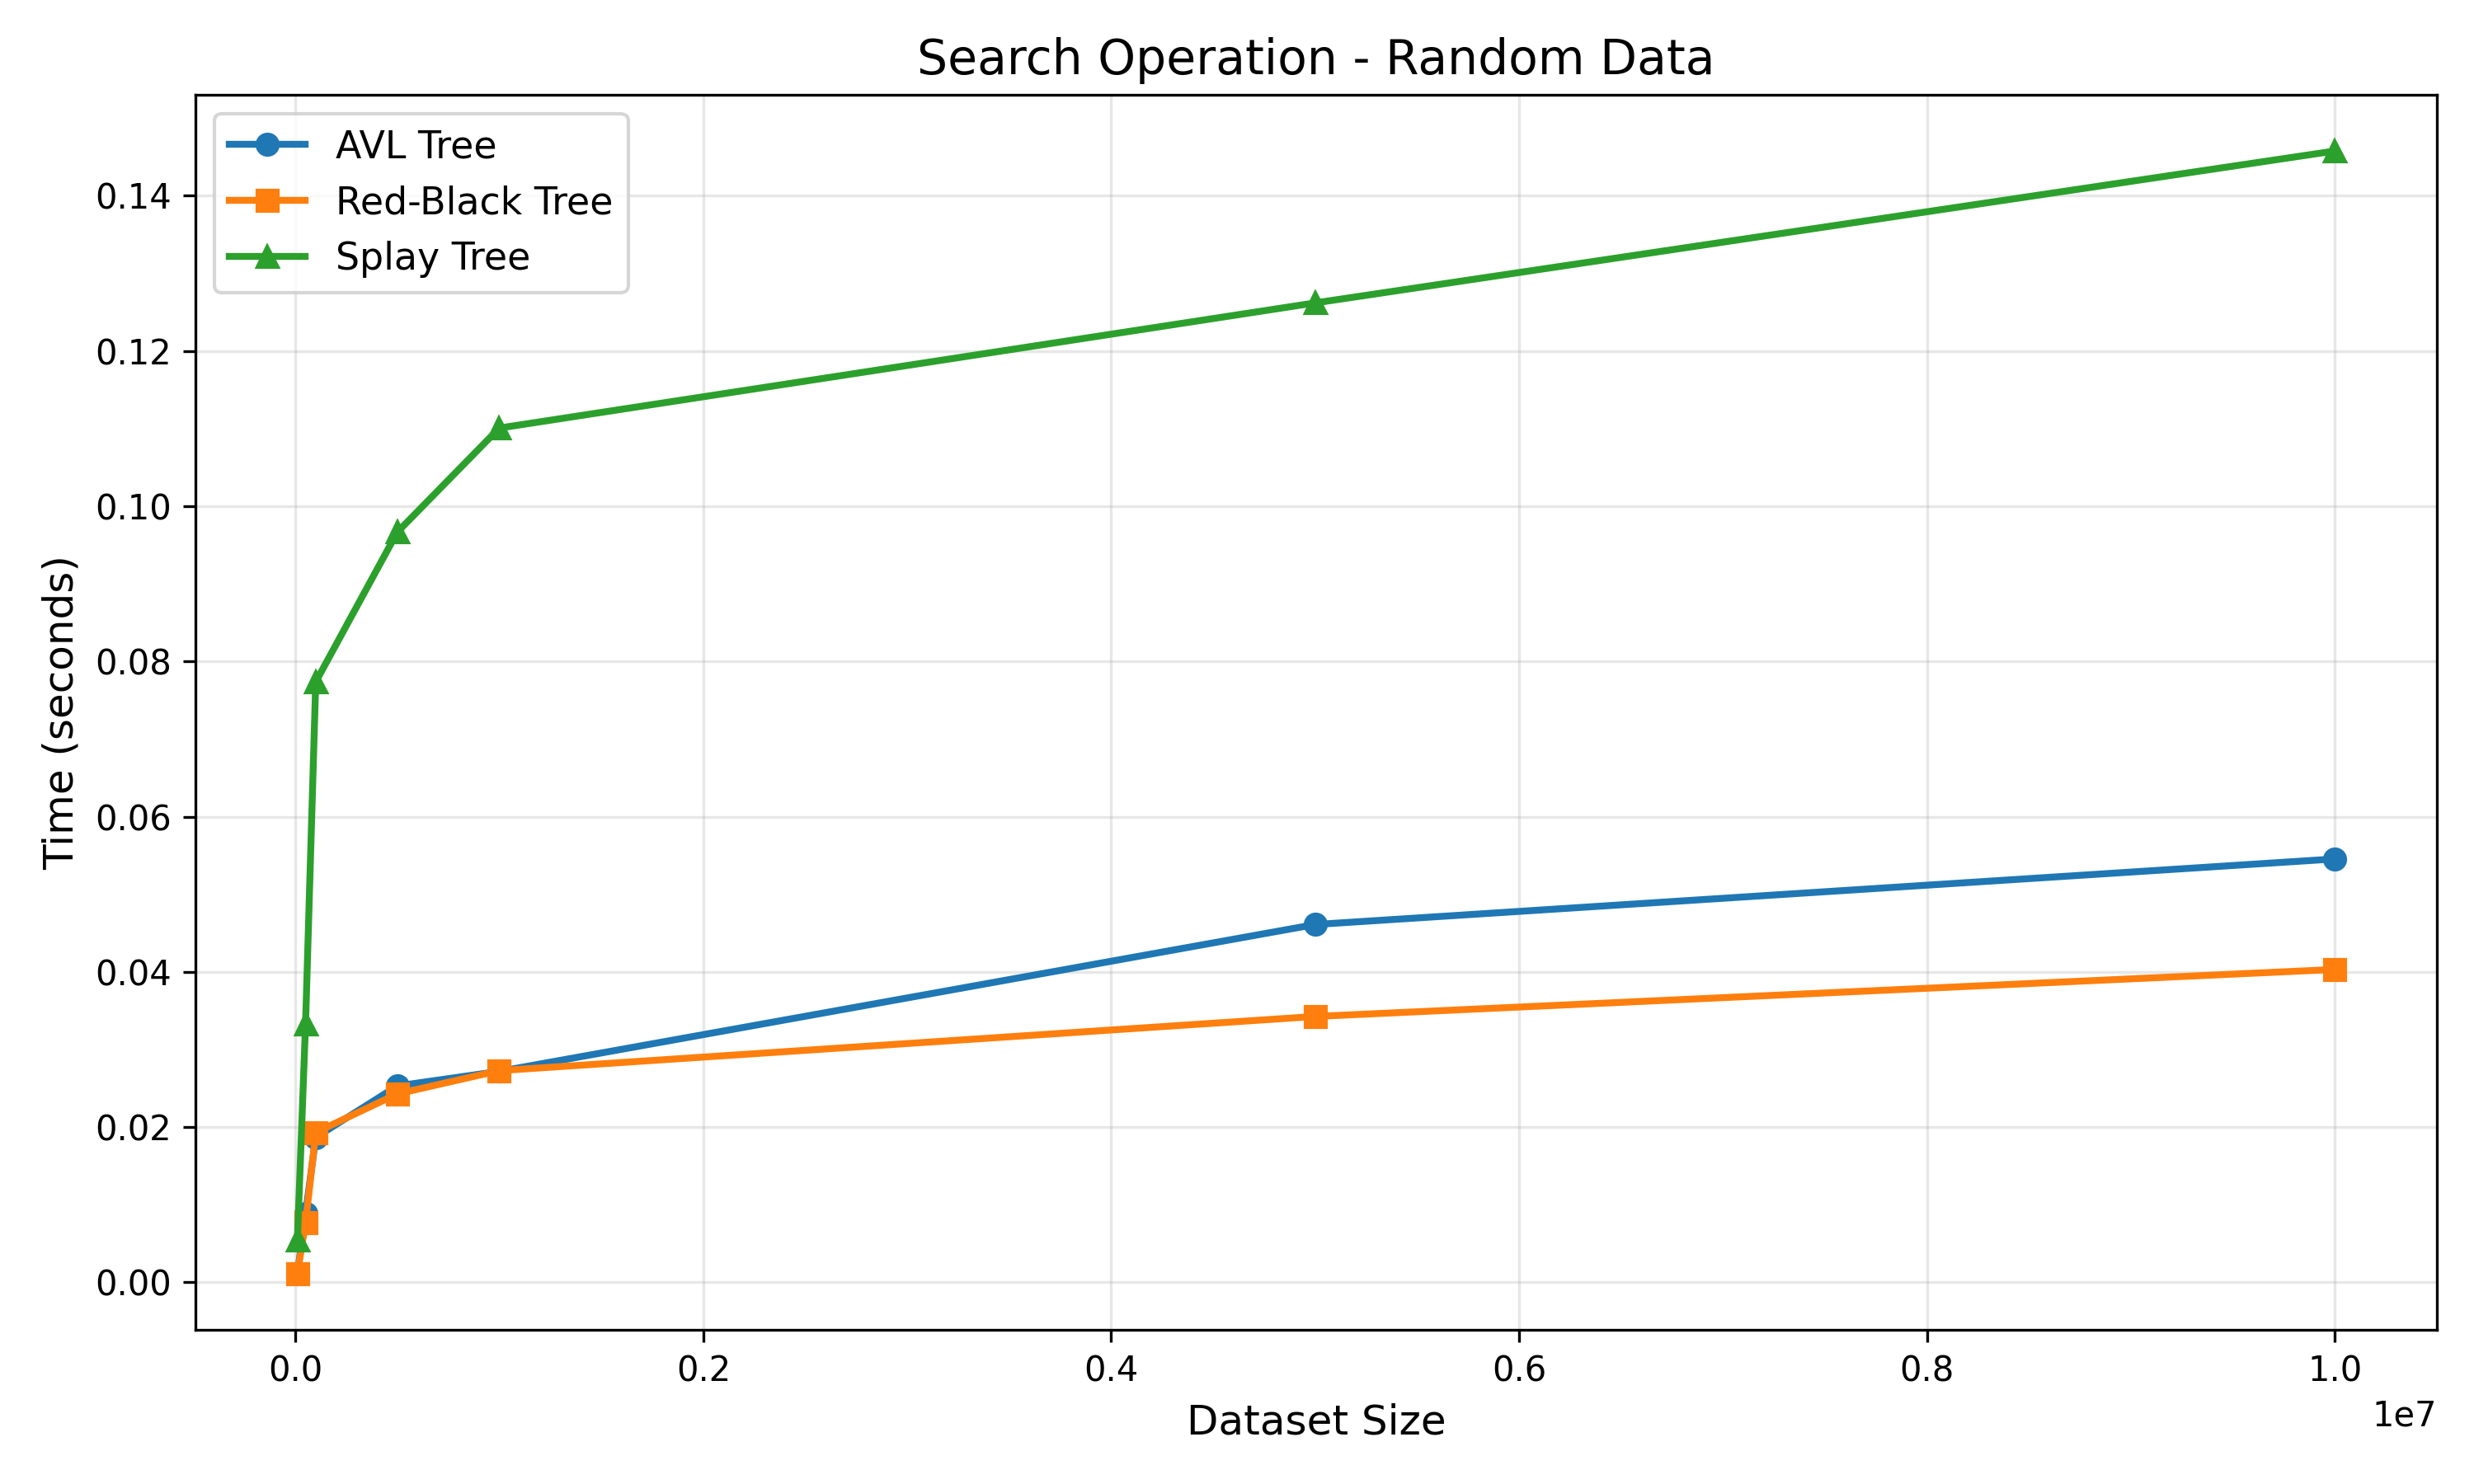 Search Operation - Random Data
AVL Tree
Red-Black Tree
Splay Tree
0.14
0.12
0.10
0.08
0.06
0.04
0.02
0.00
Time (seconds)
0.0 0.2 0.4 0.6 0.8 1.0
1e7
Dataset Size